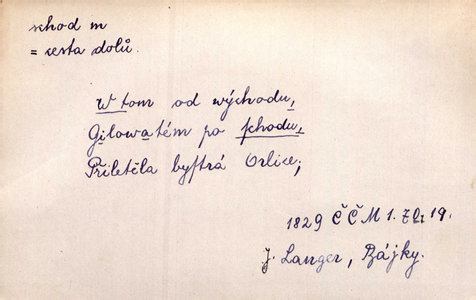 schod m
= cesta dolů.
W tom od wýchodu,
Gilowatém po schodu,
Přiletěla byſtrá Orlice;
1829 ČČM 1. 19.
J. Langer, Bájky.